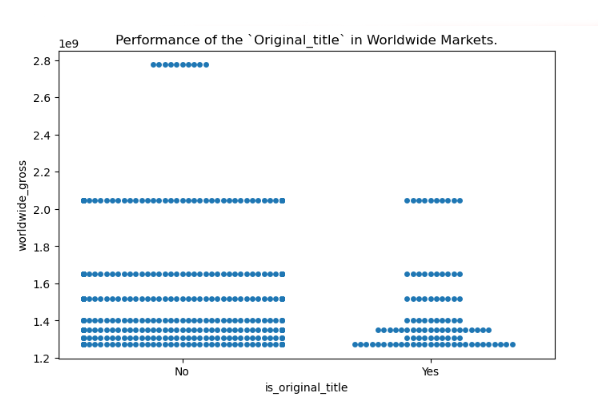 Performance of the `Original_title` in Worldwide Markets.
1e9
2.8
2.6
2.4
2.2
2.0
1.8
1.6
1.4
1.2
worldwide_gross
No Yes
is_original_title